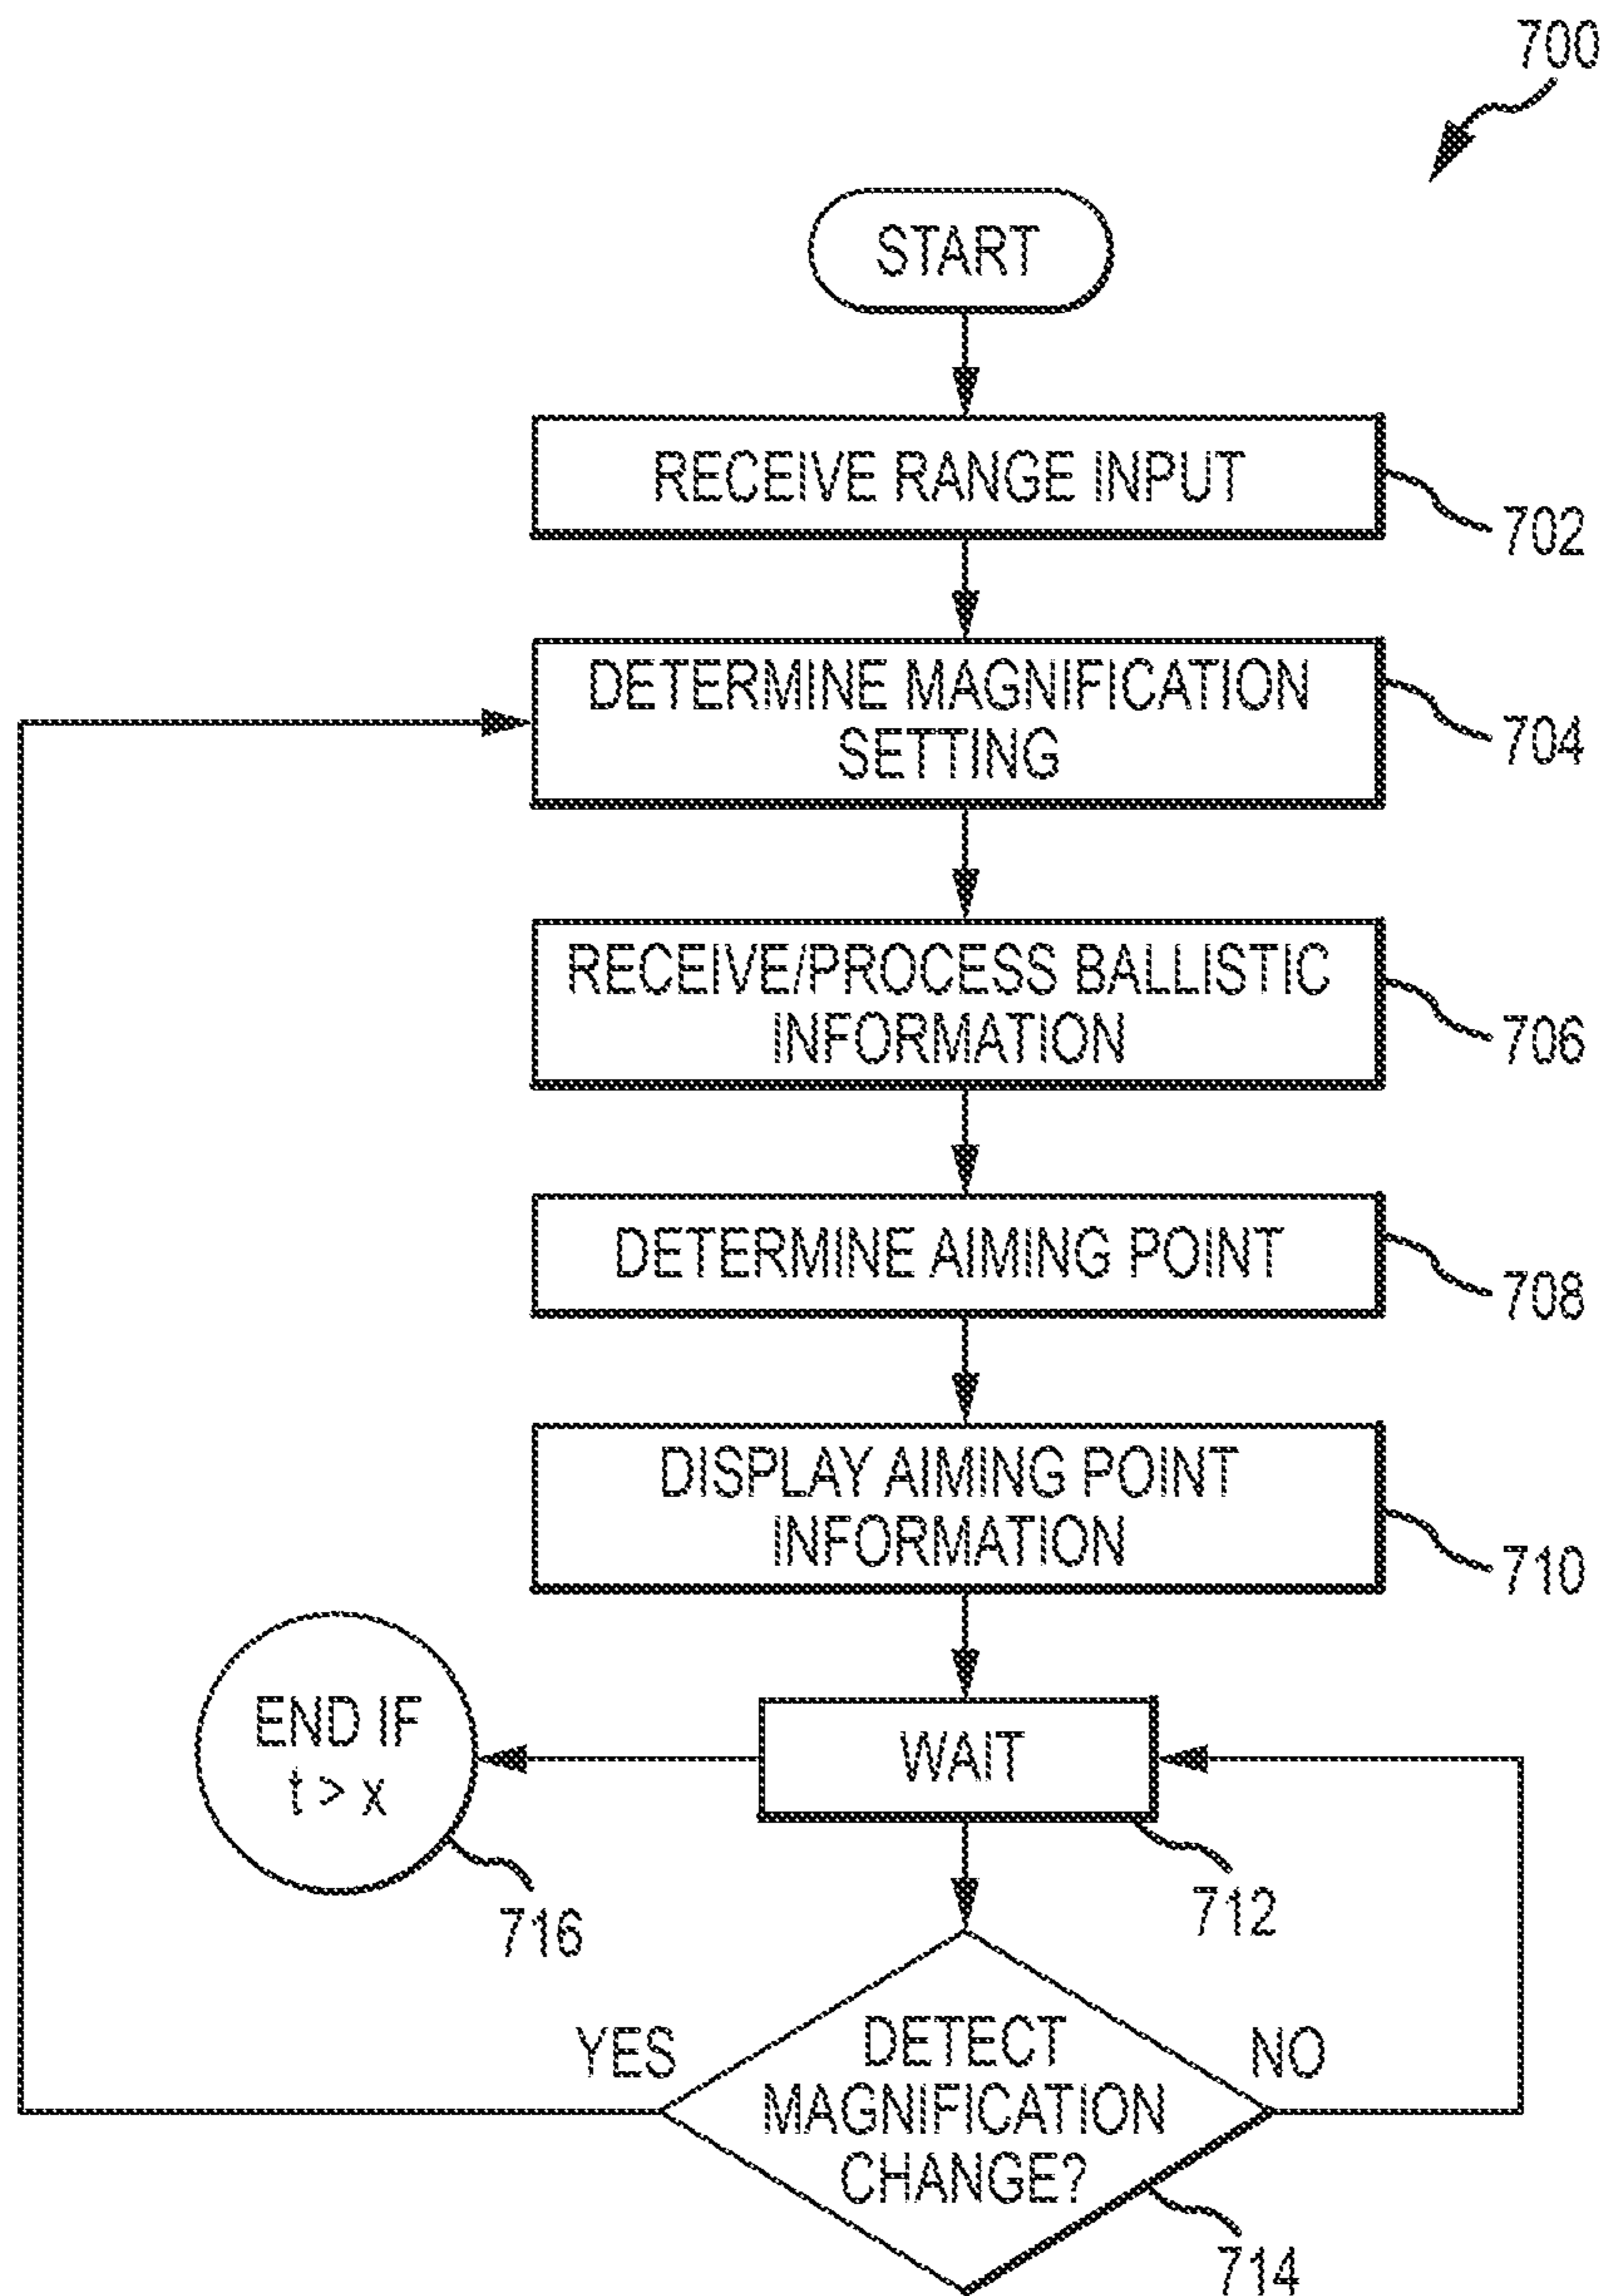 700
START
RECEIVE RANGE INPUT
702
DETERMINE MAGNIFICATION
SETTING
704
RECEIVE/PROCESS BALLISTIC
INFORMATION
706
DETERMINE AIMING POINT
708
DISPLAY AIMING POINT
INFORMATION
710
END IF
t > x
716
WAIT
712
YES
DETECT
MAGNIFICATION
CHANGE?
NO
714